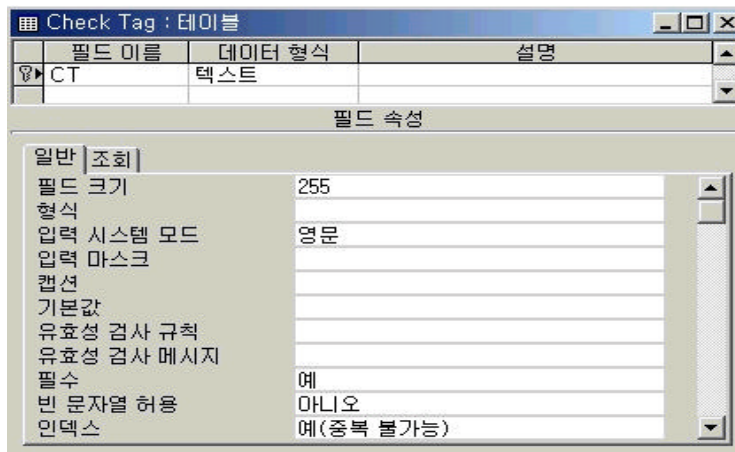 Check Tag : 테이블
필드 이름 데이터 형식 설명
CT 텍스트
필드 속성
일반 조회
필드 크기 255
형식
입력 시스템 모드 영문
입력 마스크
캡션
기본값
유효성 검사 규칙
유효성 검사 메시지
필수 예
빈 문자열 허용 아니오
인덱스 예(중복 불가능)